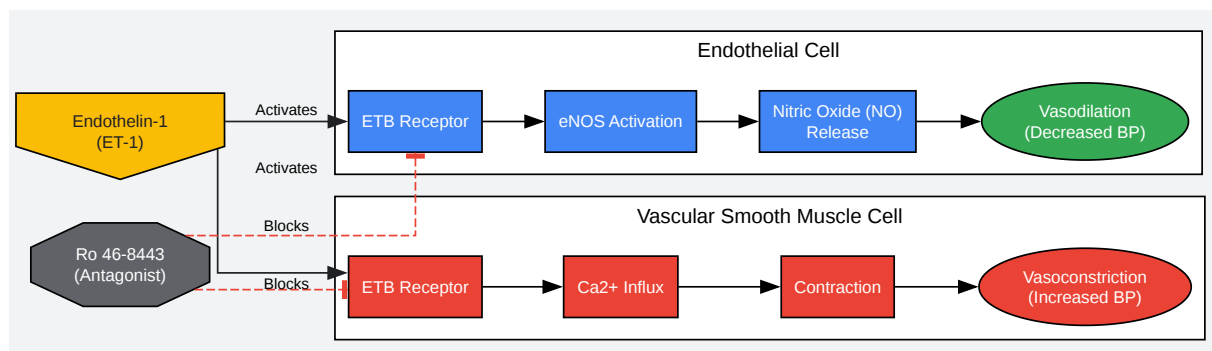 Endothelial Cell
Endothelin-1
(ET-1)
Activates
ETB Receptor
eNOS Activation
Nitric Oxide (NO)
Release
Vasodilation
(Decreased BP)
Activates
Vascular Smooth Muscle Cell
Blocks
Ro 46-8443
(Antagonist)
Blocks
ETB Receptor
Ca2+ Influx
Contraction
Vasoconstriction
(Increased BP)